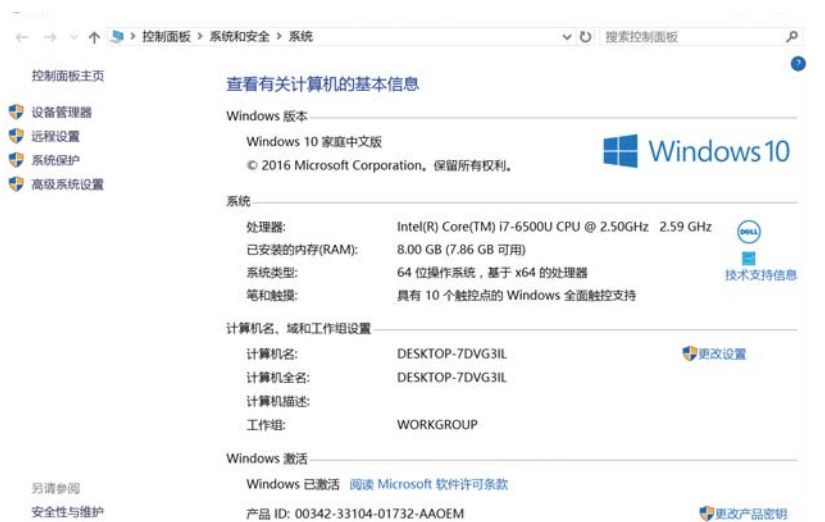 控制面板 › 系统和安全 › 系统
搜索控制面板
控制面板主页
设备管理器
远程设置
系统保护
高级系统设置
查看有关计算机的基本信息
Windows 版本
Windows 10 家庭中文版
© 2016 Microsoft Corporation。保留所有权利。
Windows 10
系统
处理器: Intel(R) Core(TM) i7-6500U CPU @ 2.50GHz 2.59 GHz
已安装的内存(RAM): 8.00 GB (7.86 GB 可用)
系统类型: 64 位操作系统，基于 x64 的处理器
笔和触摸: 具有 10 个触控点的 Windows 全面触控支持
DELL
技术支持信息
计算机名、域和工作组设置
计算机名: DESKTOP-7DVG3IL
更改设置
计算机全名: DESKTOP-7DVG3IL
计算机描述:
工作组: WORKGROUP
Windows 激活
Windows 已激活 阅读 Microsoft 软件许可条款
产品 ID: 00342-33104-01732-AAOEM
更改产品密钥
另请参阅
安全性与维护